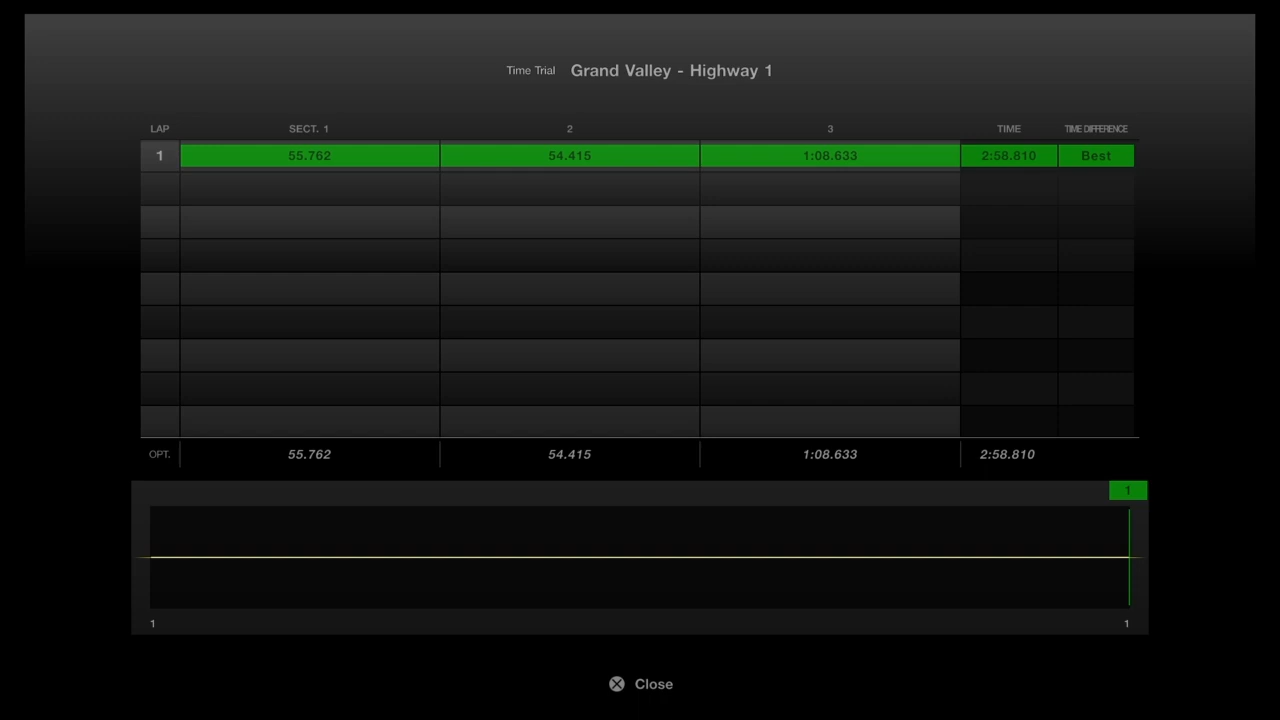 Time Trial Grand Valley - Highway 1
LAP SECT. 1 2 3 TIME TIME DIFFERENCE
1 55.762 54.415 1:08.633 2:58.810 Best
OPT. 55.762 54.415 1:08.633 2:58.810
1
1 1
Close